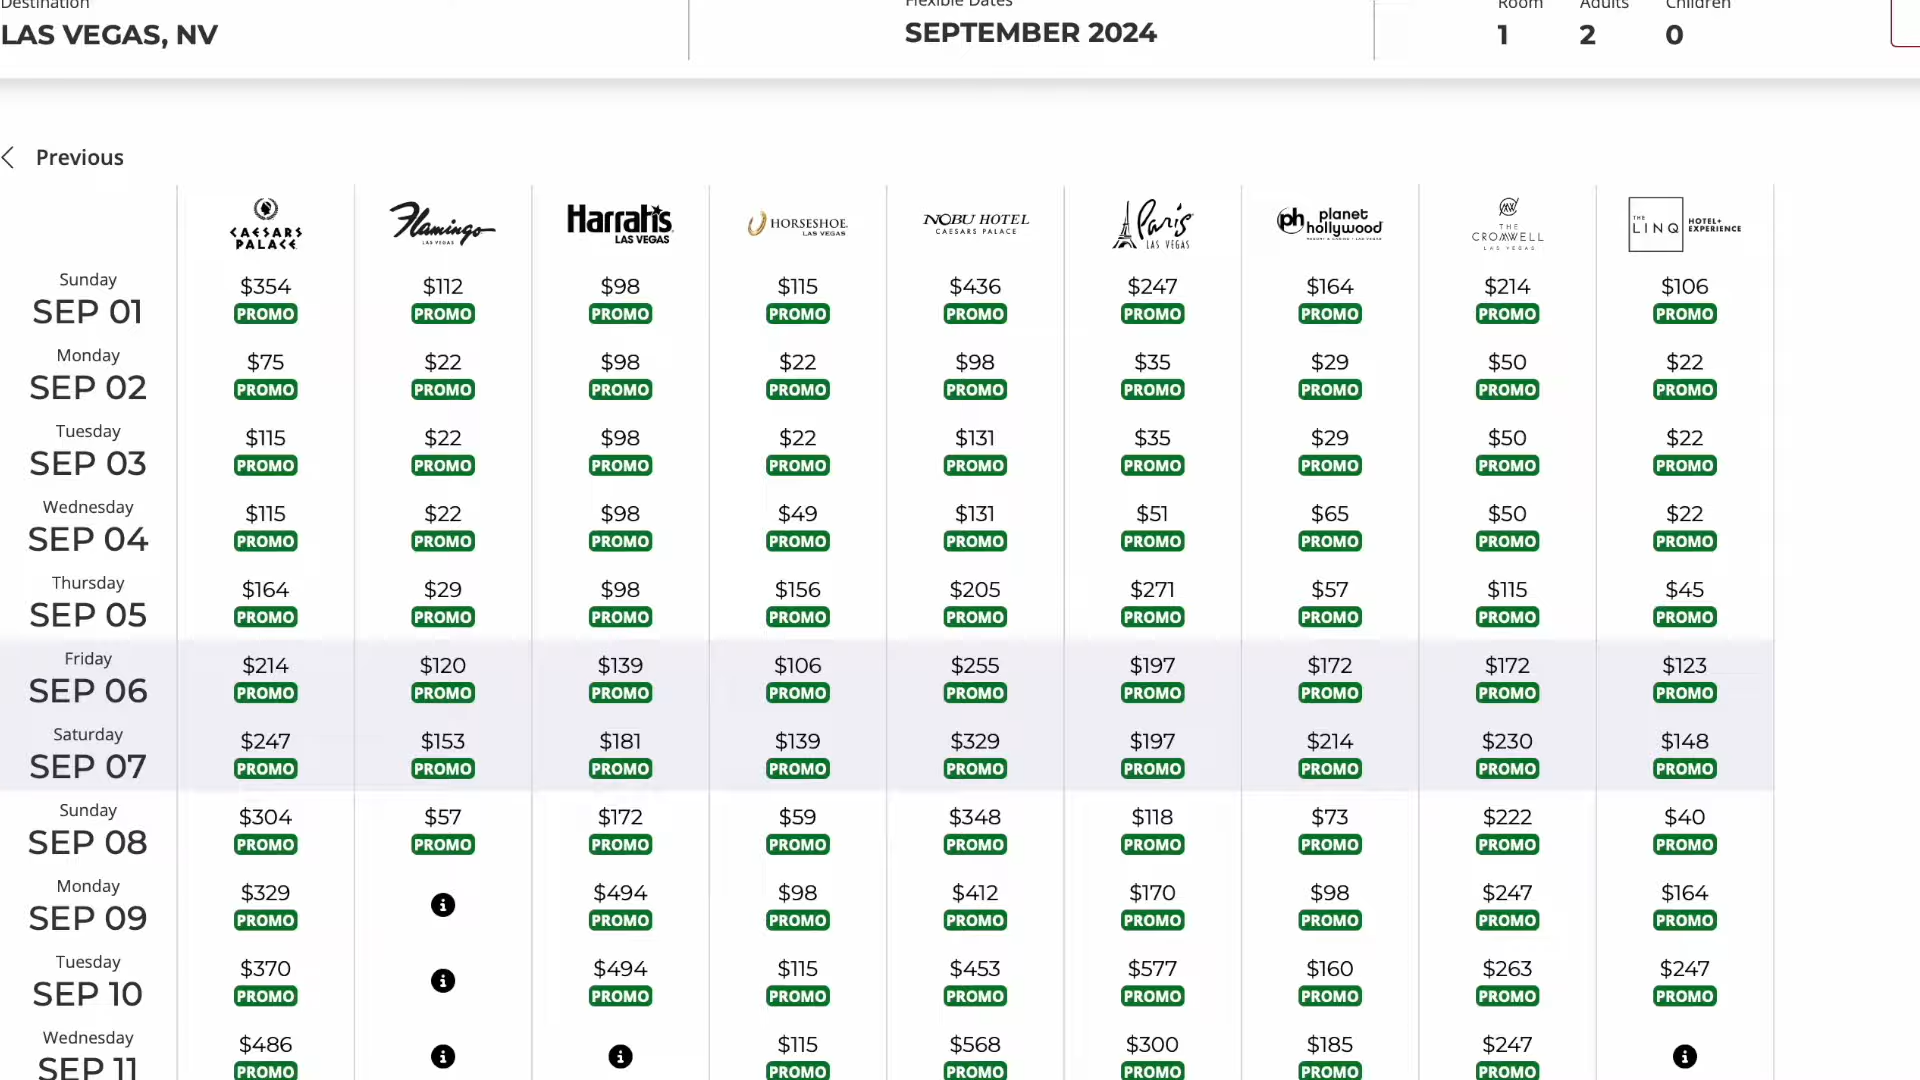 Destination
Flexible Dates
Room Adults Children
LAS VEGAS, NV
SEPTEMBER 2024
1 2 0
Previous
CAESARS PALACE
Flamingo LAS VEGAS
Harrah's LAS VEGAS
HORSESHOE LAS VEGAS
NOBU HOTEL CAESARS PALACE
Paris LAS VEGAS
ph planet hollywood
THE CROMWELL LAS VEGAS
THE LINQ HOTEL+ EXPERIENCE
Sunday
SEP 01
$354 $112 $98 $115 $436 $247 $164 $214 $106
PROMO PROMO PROMO PROMO PROMO PROMO PROMO PROMO PROMO
Monday
SEP 02
$75 $22 $98 $22 $98 $35 $29 $50 $22
PROMO PROMO PROMO PROMO PROMO PROMO PROMO PROMO PROMO
Tuesday
SEP 03
$115 $22 $98 $22 $131 $35 $29 $50 $22
PROMO PROMO PROMO PROMO PROMO PROMO PROMO PROMO PROMO
Wednesday
SEP 04
$115 $22 $98 $49 $131 $51 $65 $50 $22
PROMO PROMO PROMO PROMO PROMO PROMO PROMO PROMO PROMO
Thursday
SEP 05
$164 $29 $98 $156 $205 $271 $57 $115 $45
PROMO PROMO PROMO PROMO PROMO PROMO PROMO PROMO PROMO
Friday
SEP 06
$214 $120 $139 $106 $255 $197 $172 $172 $123
PROMO PROMO PROMO PROMO PROMO PROMO PROMO PROMO PROMO
Saturday
SEP 07
$247 $153 $181 $139 $329 $197 $214 $230 $148
PROMO PROMO PROMO PROMO PROMO PROMO PROMO PROMO PROMO
Sunday
SEP 08
$304 $57 $172 $59 $348 $118 $73 $222 $40
PROMO PROMO PROMO PROMO PROMO PROMO PROMO PROMO PROMO
Monday
SEP 09
$329 i $494 $98 $412 $170 $98 $247 $164
PROMO PROMO PROMO PROMO PROMO PROMO PROMO PROMO
Tuesday
SEP 10
$370 i $494 $115 $453 $577 $160 $263 $247
PROMO PROMO PROMO PROMO PROMO PROMO PROMO PROMO
Wednesday
SEP 11
$486 i i $115 $568 $300 $185 $247 i
PROMO PROMO PROMO PROMO PROMO PROMO